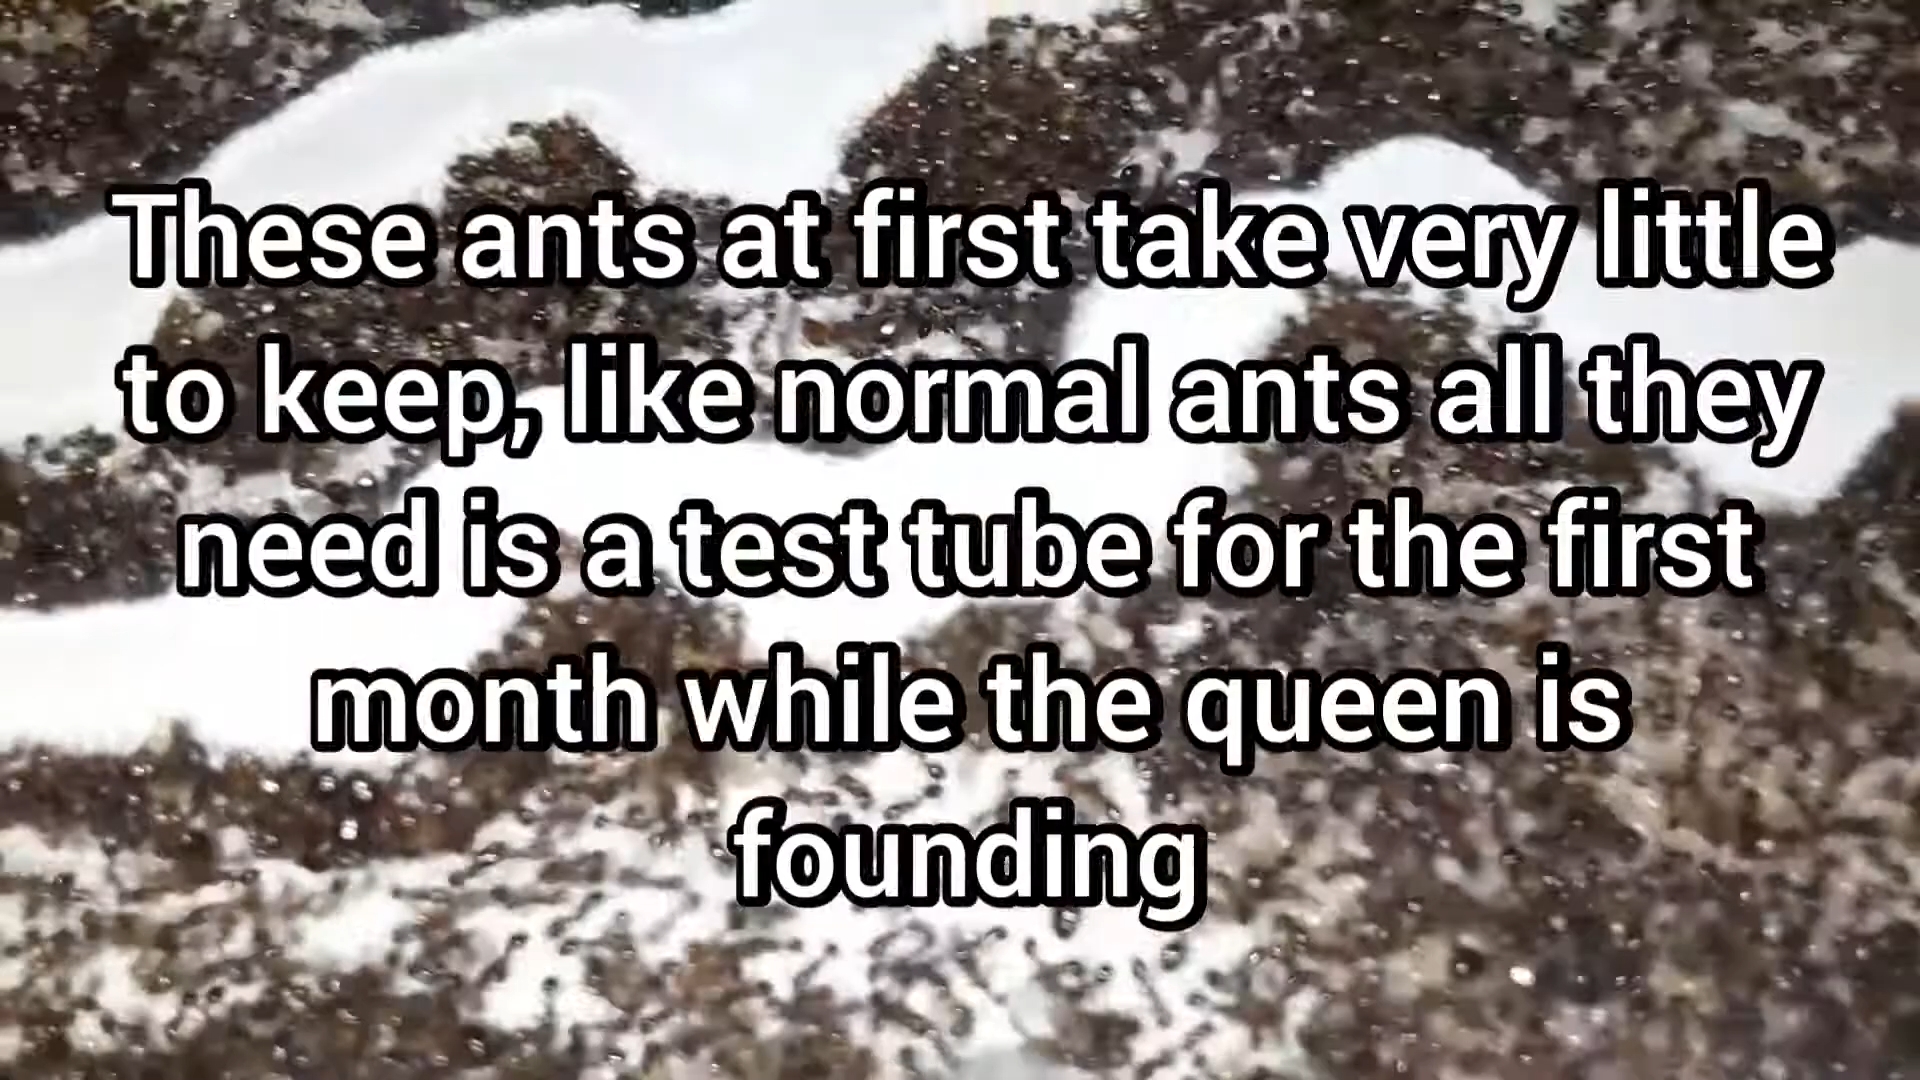 These ants at first take very little
to keep, like normal ants all they
need is a test tube for the first
month while the queen is
founding